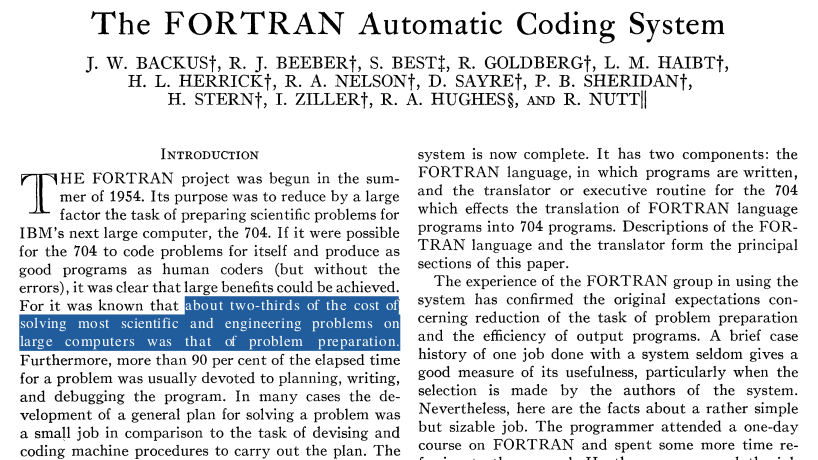 The FORTRAN Automatic Coding System
J. W. BACKUS†, R. J. BEEBER†, S. BEST‡, R. GOLDBERG†, L. M. HAIBT†,
H. L. HERRICK†, R. A. NELSON†, D. SAYRE†, P. B. SHERIDAN†,
H. STERN†, I. ZILLER†, R. A. HUGHES§, AND R. NUTT‖
INTRODUCTION
THE FORTRAN project was begun in the sum-
mer of 1954. Its purpose was to reduce by a large
factor the task of preparing scientific problems for
IBM's next large computer, the 704. If it were possible
for the 704 to code problems for itself and produce as
good programs as human coders (but without the
errors), it was clear that large benefits could be achieved.
For it was known that about two-thirds of the cost of
solving most scientific and engineering problems on
large computers was that of problem preparation.
Furthermore, more than 90 per cent of the elapsed time
for a problem was usually devoted to planning, writing,
and debugging the program. In many cases the de-
velopment of a general plan for solving a problem was
a small job in comparison to the task of devising and
coding machine procedures to carry out the plan. The
system is now complete. It has two components: the
FORTRAN language, in which programs are written,
and the translator or executive routine for the 704
which effects the translation of FORTRAN language
programs into 704 programs. Descriptions of the FOR-
TRAN language and the translator form the principal
sections of this paper.
The experience of the FORTRAN group in using the
system has confirmed the original expectations con-
cerning reduction of the task of problem preparation
and the efficiency of output programs. A brief case
history of one job done with a system seldom gives a
good measure of its usefulness, particularly when the
selection is made by the authors of the system.
Nevertheless, here are the facts about a rather simple
but sizable job. The programmer attended a one-day
course on FORTRAN and spent some more time re-